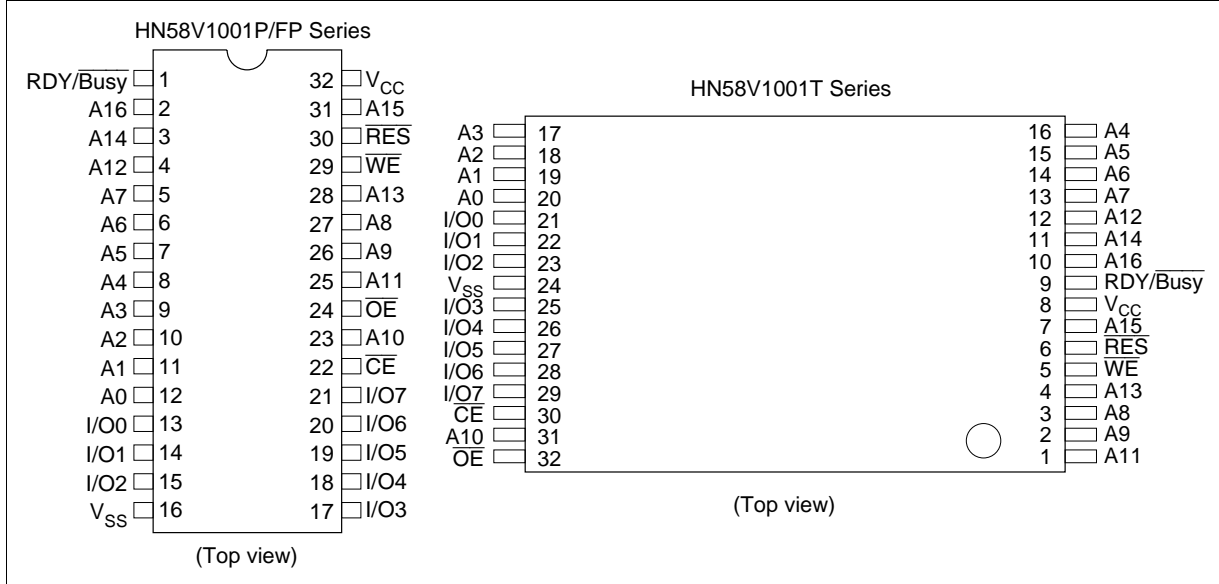 HN58V1001P/FP Series
RDY/Busy 1 32 VCC
A16 2 31 A15
A14 3 30 RES
A12 4 29 WE
A7 5 28 A13
A6 6 27 A8
A5 7 26 A9
A4 8 25 A11
A3 9 24 OE
A2 10 23 A10
A1 11 22 CE
A0 12 21 I/O7
I/O0 13 20 I/O6
I/O1 14 19 I/O5
I/O2 15 18 I/O4
VSS 16 17 I/O3
(Top view)
HN58V1001T Series
A3 17 16 A4
A2 18 15 A5
A1 19 14 A6
A0 20 13 A7
I/O0 21 12 A12
I/O1 22 11 A14
I/O2 23 10 A16
VSS 24 9 RDY/Busy
I/O3 25 8 VCC
I/O4 26 7 A15
I/O5 27 6 RES
I/O6 28 5 WE
I/O7 29 4 A13
CE 30 3 A8
A10 31 2 A9
OE 32 1 A11
(Top view)